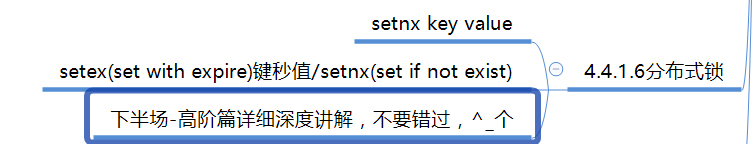 setnx key value
setex(set with expire)键秒值/setnx(set if not exist)
4.4.1.6分布式锁
下半场-高阶篇详细深度讲解，不要错过，^_个